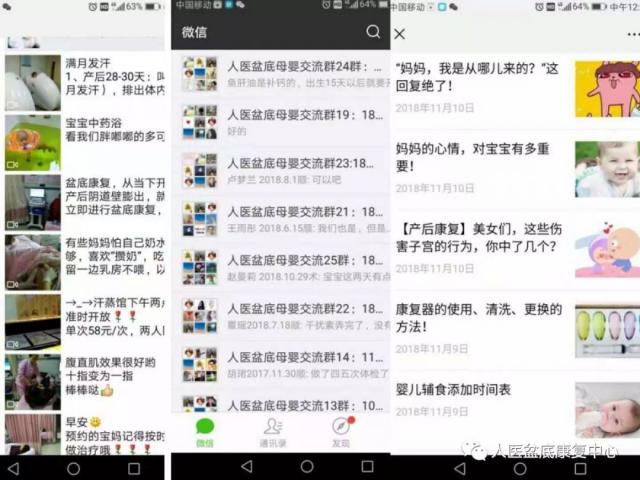 63%
满月发汗
1、产后28-30天：
月发汗），排出体内
宝宝中药浴
看我们胖嘟嘟的多可
盆底康复，从当下开
产后阴道壁膨出，就
立即进行盆底康复，
有些妈妈怕自己奶水
够，喜欢“攒奶”，吃
留一边乳房不喂，以
→_→汗蒸馆下午两点
准时开放🌹🌹
单次58元/次，两人
腹直肌效果很好哟
十指变为一指
棒棒哒👍
早安😊
预约的宝妈记得按时
做治疗哦🌹🌹
中国移动
64%
微信
人医盆底母婴交流群24群：...
鱼肝油是补钙的，出生15天以后就要开
人医盆底母婴交流群19：18...
好的
人医盆底母婴交流群23:18...
卢梦兰 2018.8.1顺: 可以吧
人医盆底母婴交流群21：18...
王雨彤 2018.6.15顺: 我们也是，但是...
人医盆底母婴交流群25群：18...
赵曼莉 2018.10.29术: 宝宝这两天有点
人医盆底母婴交流群22：18...
覃瑶2018.7.18顺: 干扰素弄完了，没有
人医盆底母婴交流群14：11...
胡珺2017.11.30顺: 做了四五次体检了
人医盆底母婴交流13群：10...
微信
通讯录
发现
中国移动
64%
中午12:
“妈妈，我是从哪儿来的？”这
回复绝了！
2018年11月10日
妈妈的心情，对宝宝有多重
要！
2018年11月10日
【产后康复】美女们，这些伤
害子宫的行为，你中了几个？
2018年11月10日
康复器的使用、清洗、更换的
方法！
2018年11月9日
婴儿辅食添加时间表
2018年11月9日
人医盆底康复中心